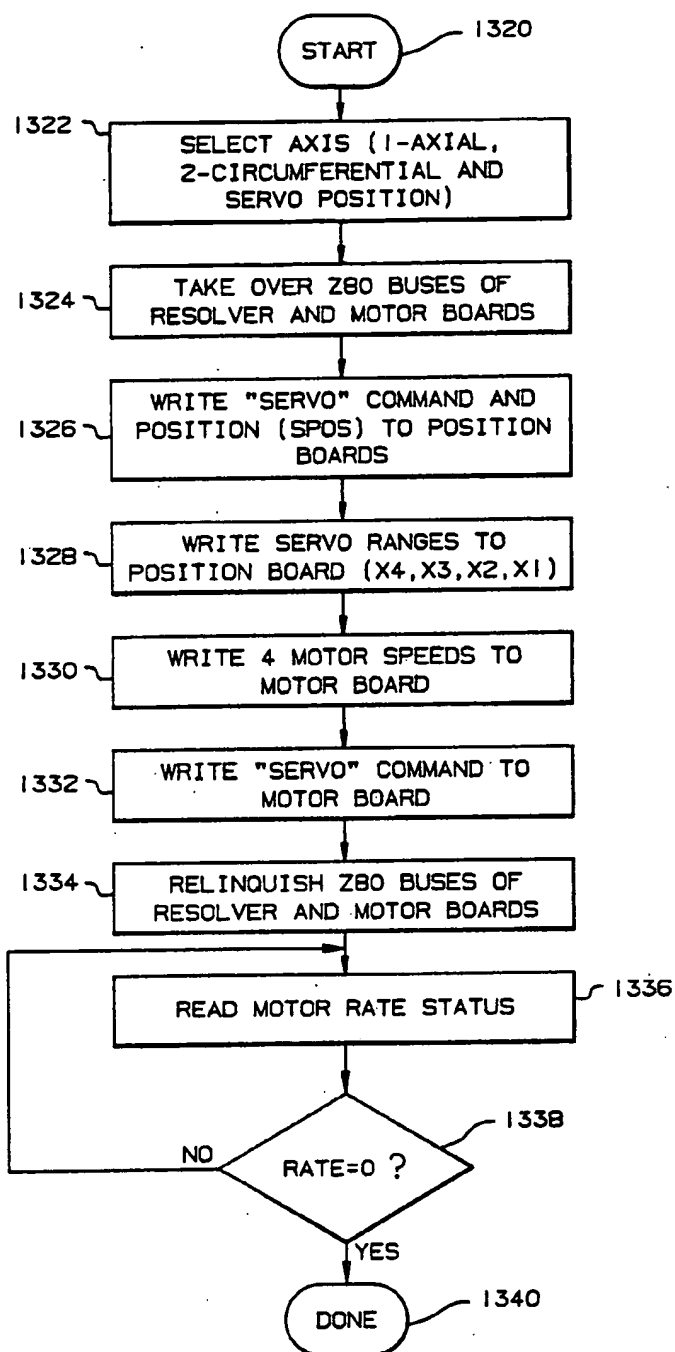 START
1320
1322
SELECT AXIS (1-AXIAL,
2-CIRCUMFERENTIAL AND
SERVO POSITION)
1324
TAKE OVER Z80 BUSES OF
RESOLVER AND MOTOR BOARDS
1326
WRITE "SERVO" COMMAND AND
POSITION (SPOS) TO POSITION
BOARDS
1328
WRITE SERVO RANGES TO
POSITION BOARD (X4,X3,X2,X1)
1330
WRITE 4 MOTOR SPEEDS TO
MOTOR BOARD
1332
WRITE "SERVO" COMMAND TO
MOTOR BOARD
1334
RELINQUISH Z80 BUSES OF
RESOLVER AND MOTOR BOARDS
READ MOTOR RATE STATUS
1336
1338
NO
RATE=0 ?
YES
DONE
1340